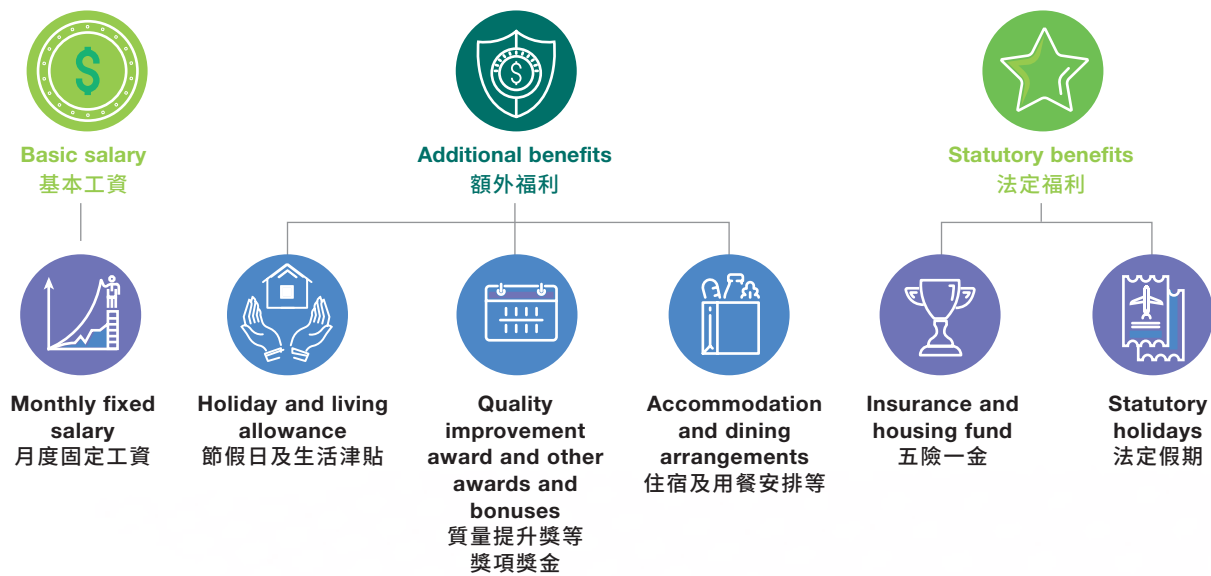 Basic salary
基本工資
Additional benefits
額外福利
Statutory benefits
法定福利
Monthly fixed
salary
月度固定工資
Holiday and living
allowance
節假日及生活津貼
Quality
improvement
award and other
awards and
bonuses
質量提升獎等
獎項獎金
Accommodation
and dining
arrangements
住宿及用餐安排等
Insurance and
housing fund
五險一金
Statutory
holidays
法定假期